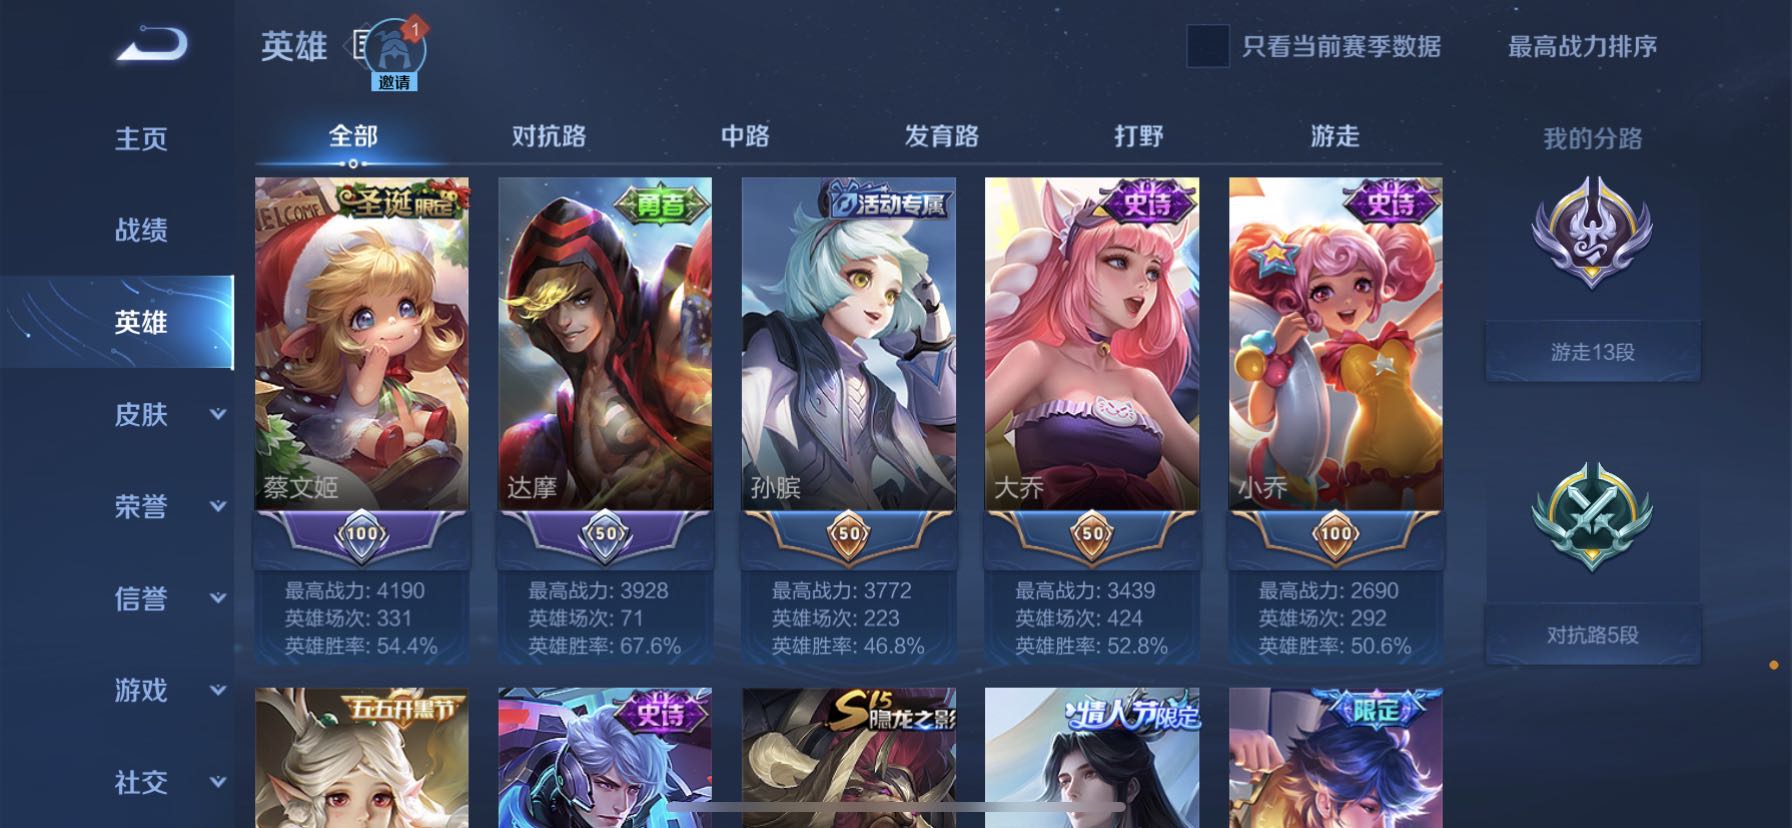 英雄
1
邀请
只看当前赛季数据
最高战力排序
主页
战绩
英雄
皮肤
荣誉
信誉
游戏
社交
全部
对抗路
中路
发育路
打野
游走
我的分路
WELCOME
圣诞限定
蔡文姬
100
最高战力: 4190
英雄场次: 331
英雄胜率: 54.4%
勇者
达摩
50
最高战力: 3928
英雄场次: 71
英雄胜率: 67.6%
活动专属
孙膑
50
最高战力: 3772
英雄场次: 223
英雄胜率: 46.8%
史诗
大乔
50
最高战力: 3439
英雄场次: 424
英雄胜率: 52.8%
史诗
小乔
100
最高战力: 2690
英雄场次: 292
英雄胜率: 50.6%
游走13段
对抗路5段
五五开黑节
史诗
S15
隐龙之影
情人节限定
限定